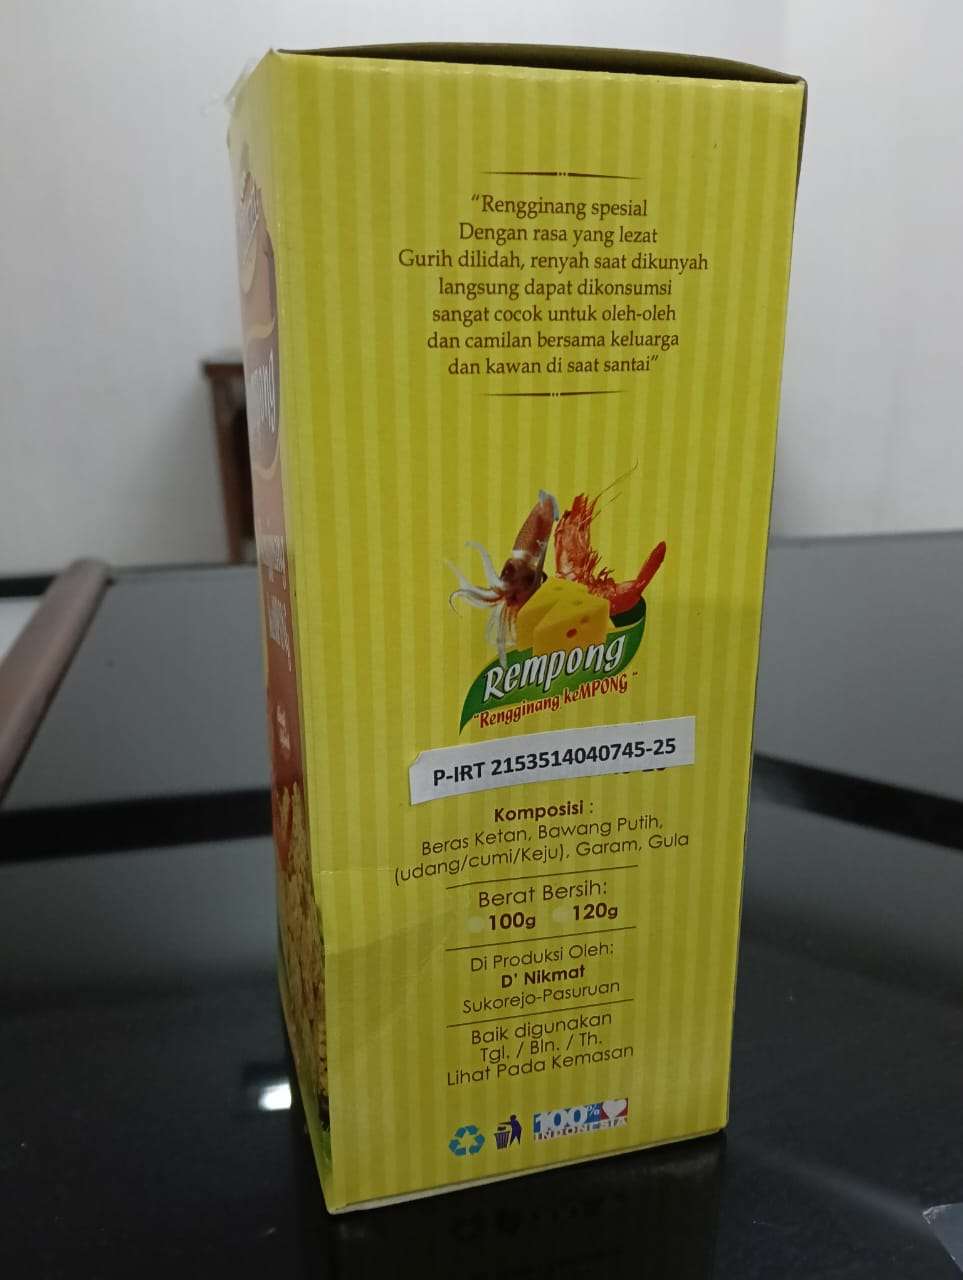 “Rengginang spesial
Dengan rasa yang lezat
Gurih dilidah, renyah saat dikunyah
langsung dapat dikonsumsi
sangat cocok untuk oleh-oleh
dan camilan bersama keluarga
dan kawan di saat santai”
Rempong
"Rengginang keMPONG"
P-IRT 2153514040745-25
Komposisi :
Beras Ketan, Bawang Putih,
(udang/cumi/Keju), Garam, Gula
Berat Bersih:
100g 120g
Di Produksi Oleh:
D' Nikmat
Sukorejo-Pasuruan
Baik digunakan
Tgl. / Bln. / Th.
Lihat Pada Kemasan
100%
INDONESIA